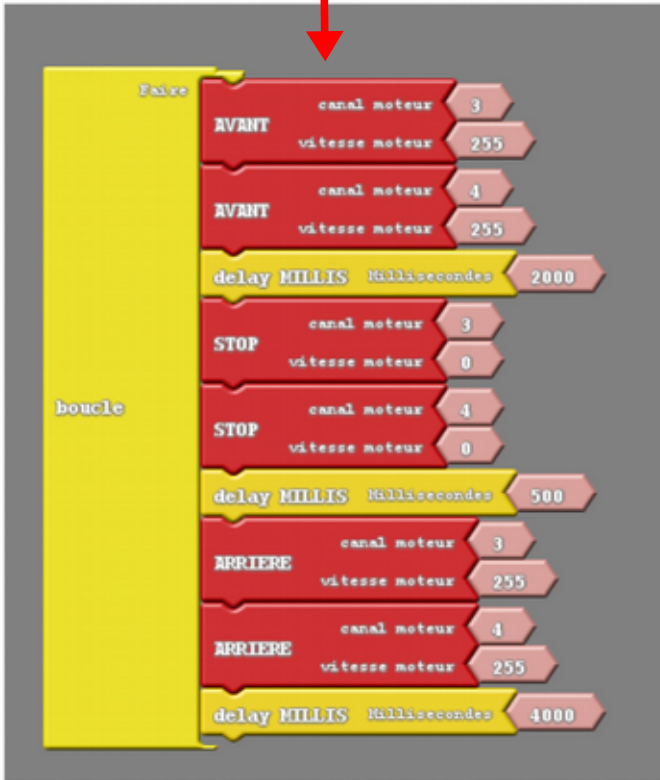 Faire
AVANT
canal moteur 3
vitesse moteur 255
AVANT
canal moteur 4
vitesse moteur 255
delay MILLIS Millisecondes 2000
STOP
canal moteur 3
vitesse moteur 0
boucle
STOP
canal moteur 4
vitesse moteur 0
delay MILLIS Millisecondes 500
ARRIERE
canal moteur 3
vitesse moteur 255
ARRIERE
canal moteur 4
vitesse moteur 255
delay MILLIS Millisecondes 4000